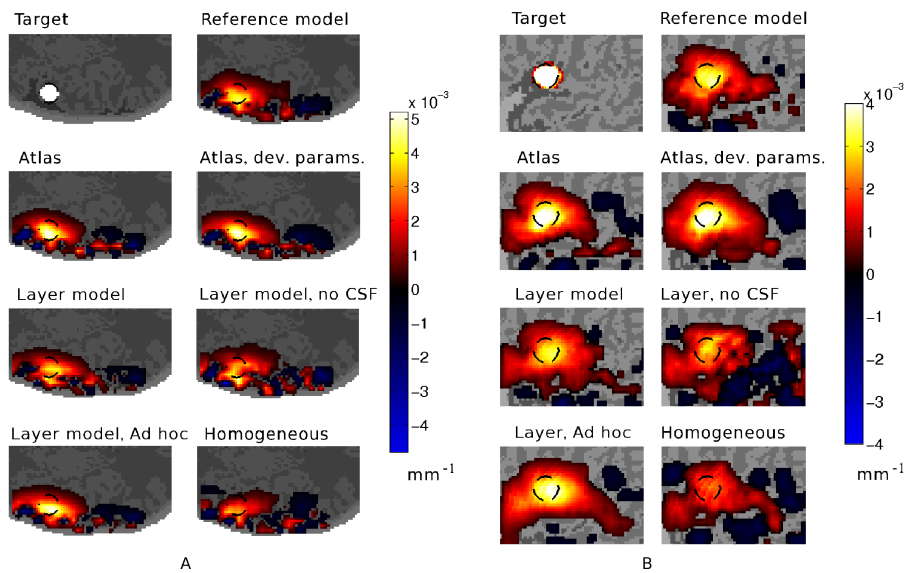 Target
Reference model
Atlas
Atlas, dev. params.
Layer model
Layer model, no CSF
Layer model, Ad hoc
Homogeneous
× 10⁻³
5
4
3
2
1
0
−1
−2
−3
−4
mm⁻¹
A
Target
Reference model
Atlas
Atlas, dev. params.
Layer model
Layer, no CSF
Layer, Ad hoc
Homogeneous
× 10⁻³
4
3
2
1
0
−1
−2
−3
−4
mm⁻¹
B